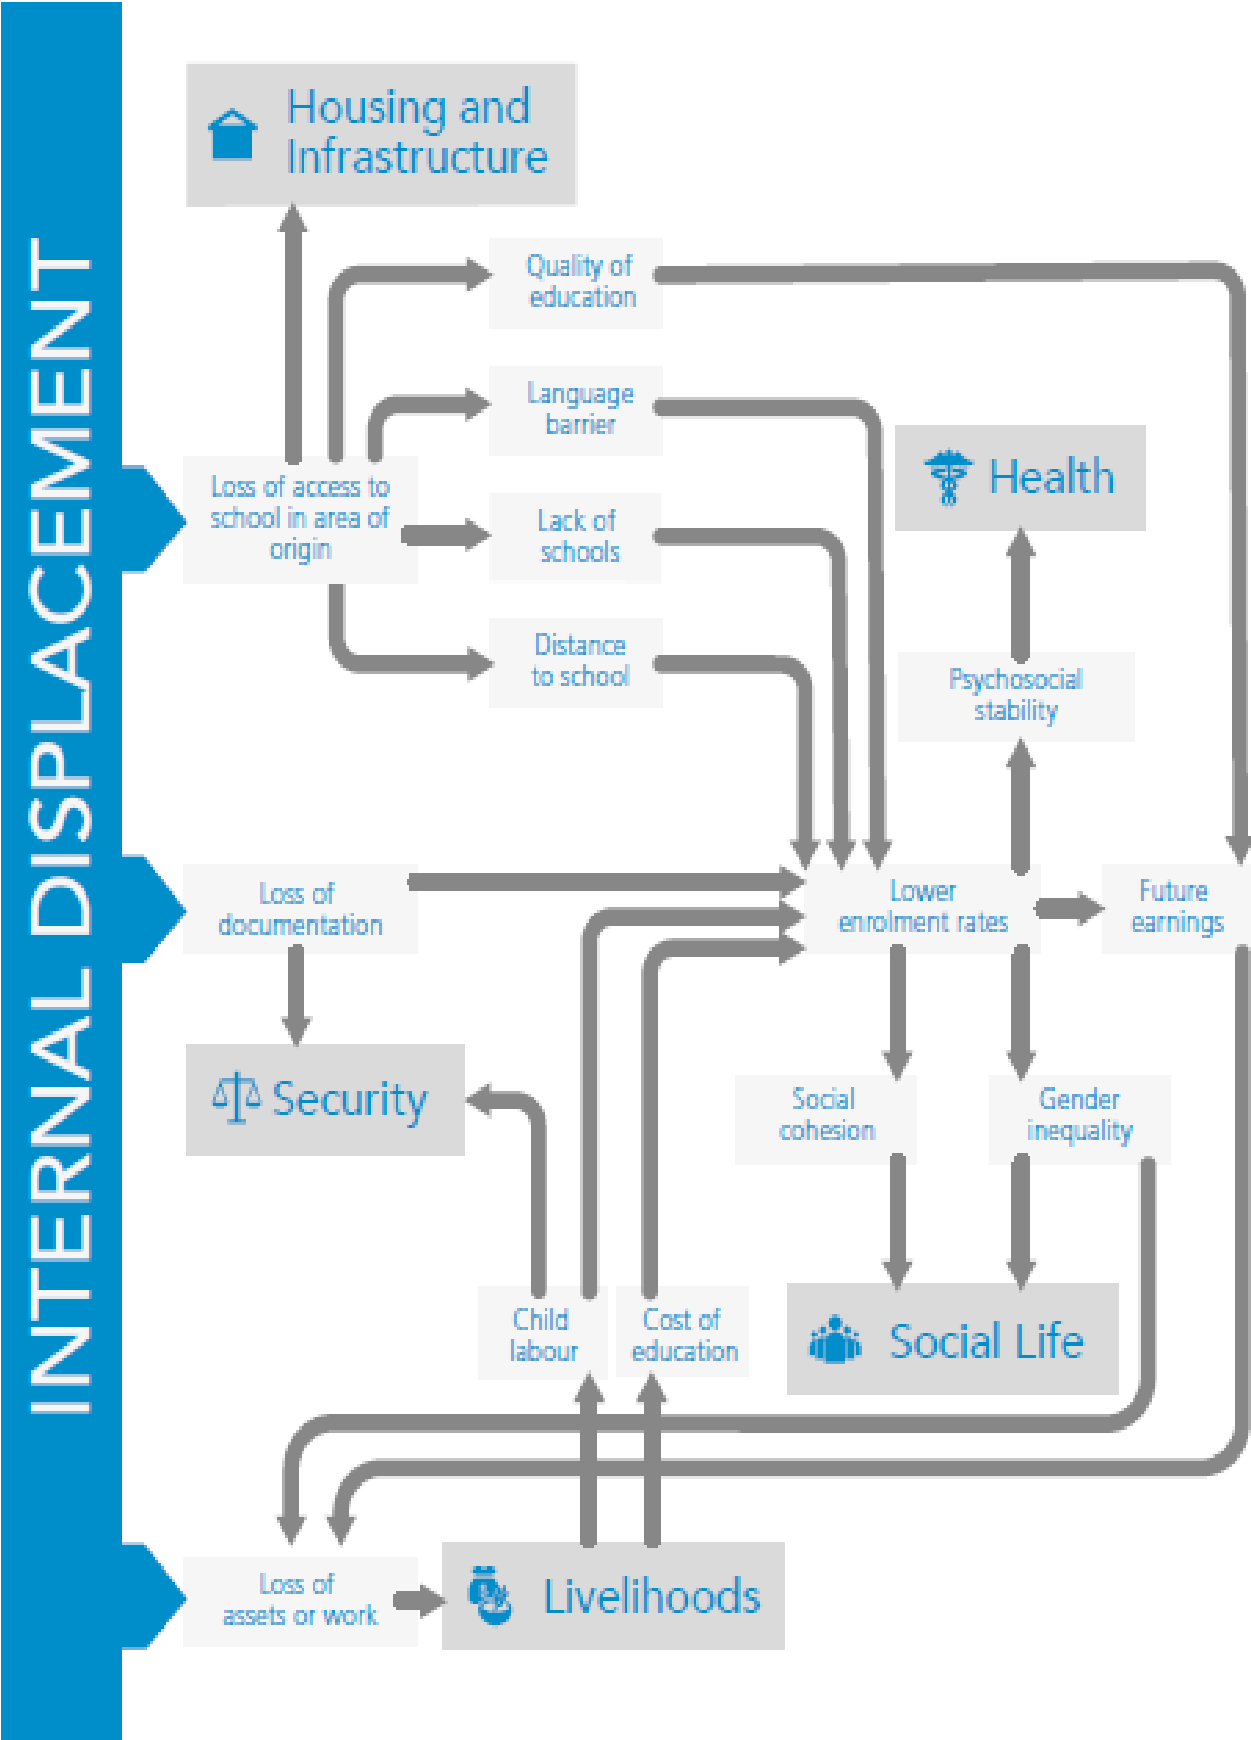 INTERNAL DISPLACEMENT
Housing and
Infrastructure
Quality of
education
Language
barrier
Health
Loss of access to
school in area of
origin
Lack of
schools
Distance
to school
Psychosocial
stability
Loss of
documentation
Lower
enrolment rates
Future
earnings
Security
Social
cohesion
Gender
inequality
Child
labour
Cost of
education
Social Life
Loss of
assets or work
Livelihoods